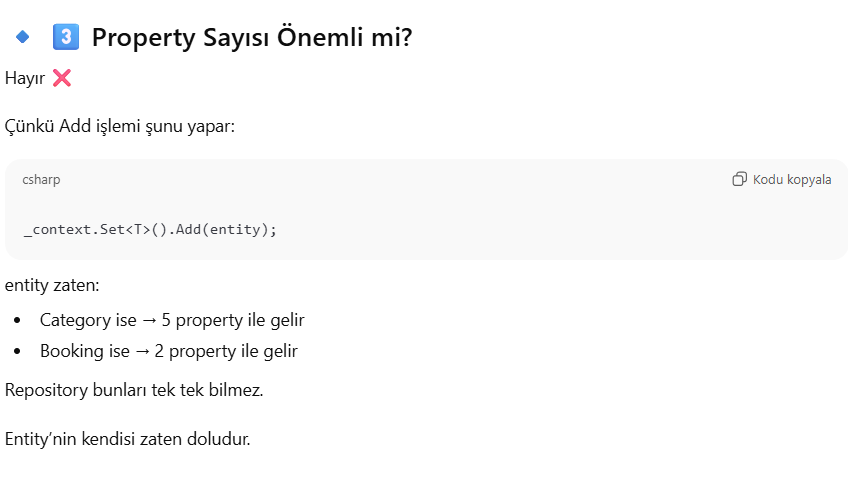 🔹 3️⃣ Property Sayısı Önemli mi?
Hayır ❌
Çünkü Add işlemi şunu yapar:
csharp
Kodu kopyala
_context.Set<T>().Add(entity);
entity zaten:
• Category ise → 5 property ile gelir
• Booking ise → 2 property ile gelir
Repository bunları tek tek bilmez.
Entity’nin kendisi zaten doludur.